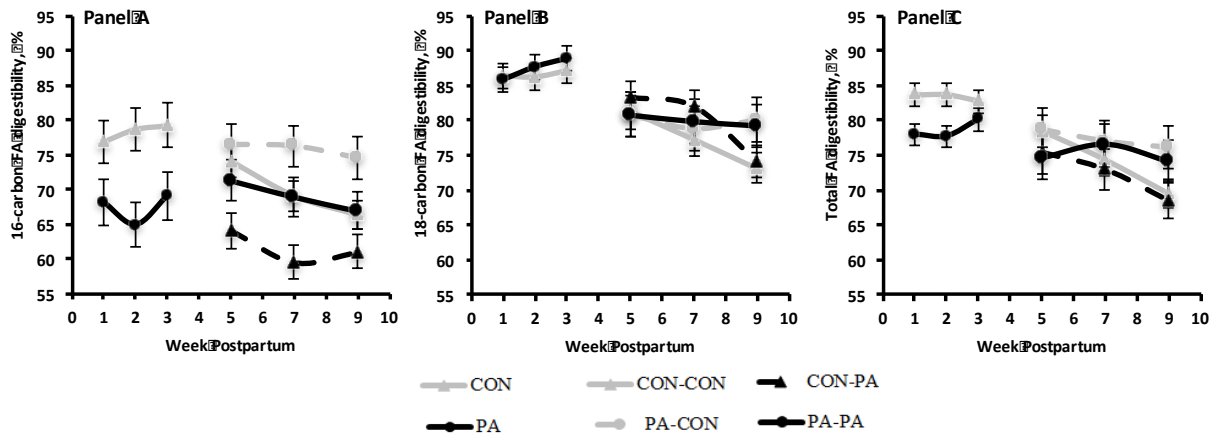 Panel A
16-carbon FA digestibility, %
95
90
85
80
75
70
65
60
55
0 1 2 3 4 5 6 7 8 9 10
Week Postpartum
Panel B
18-carbon FA digestibility, %
95
90
85
80
75
70
65
60
55
0 1 2 3 4 5 6 7 8 9 10
Week Postpartum
Panel C
Total FA digestibility, %
95
90
85
80
75
70
65
60
55
0 1 2 3 4 5 6 7 8 9 10
Week Postpartum
CON
CON-CON
CON-PA
PA
PA-CON
PA-PA